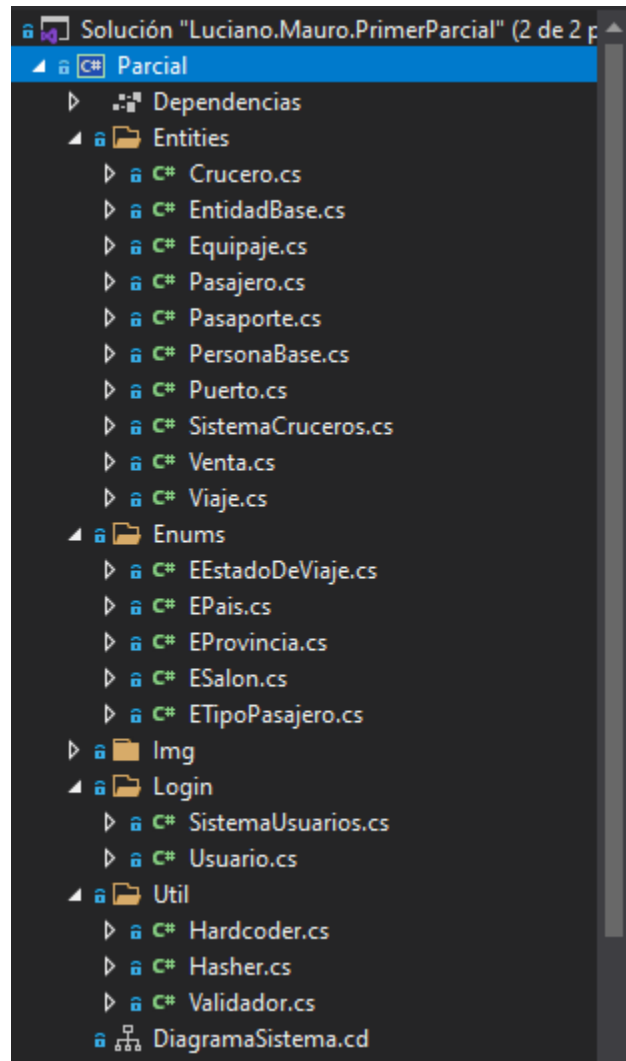 Solución "Luciano.Mauro.PrimerParcial" (2 de 2 p
C# Parcial
Dependencias
Entities
C# Crucero.cs
C# EntidadBase.cs
C# Equipaje.cs
C# Pasajero.cs
C# Pasaporte.cs
C# PersonaBase.cs
C# Puerto.cs
C# SistemaCruceros.cs
C# Venta.cs
C# Viaje.cs
Enums
C# EEstadoDeViaje.cs
C# EPais.cs
C# EProvincia.cs
C# ESalon.cs
C# ETipoPasajero.cs
Img
Login
C# SistemaUsuarios.cs
C# Usuario.cs
Util
C# Hardcoder.cs
C# Hasher.cs
C# Validador.cs
DiagramaSistema.cd